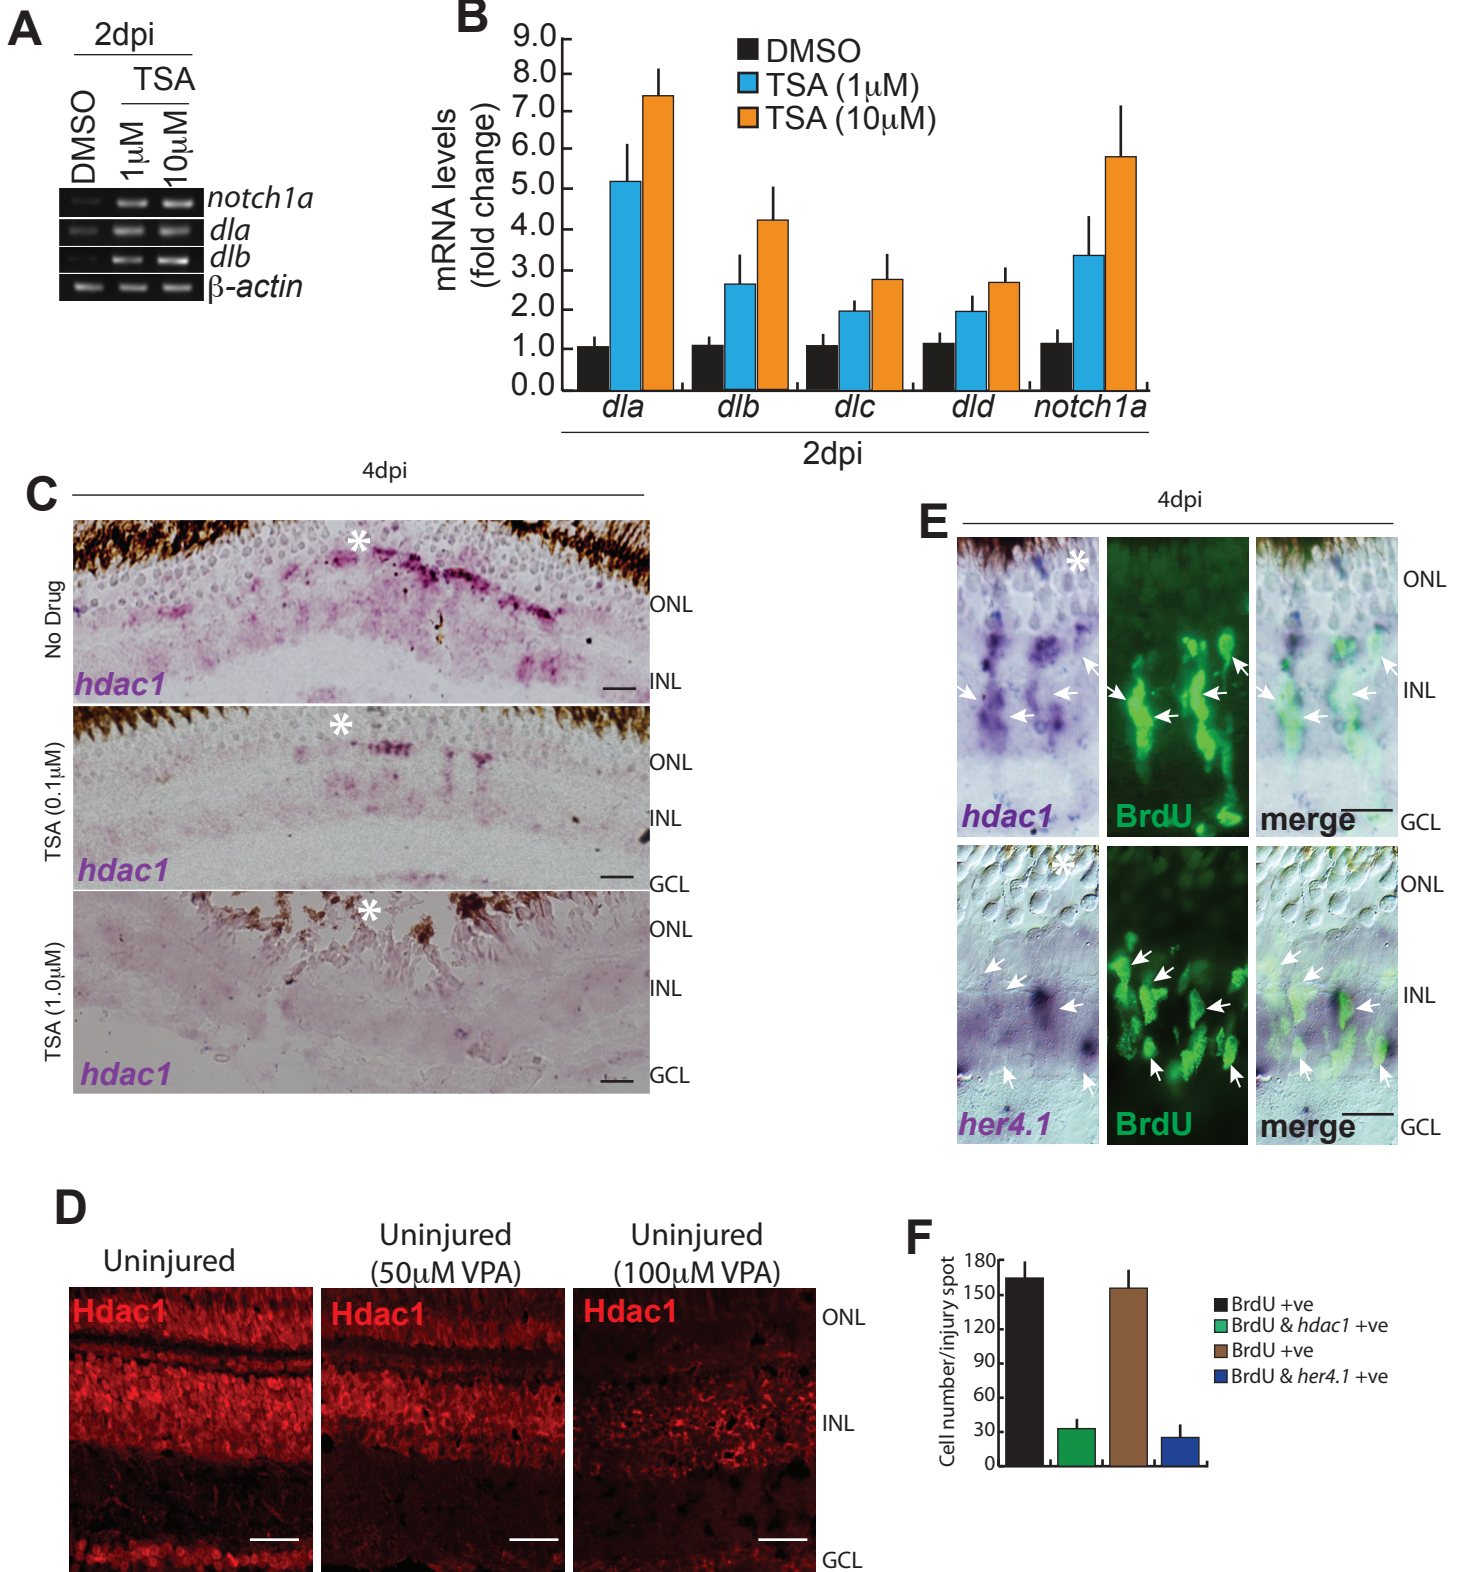 A
2dpi
TSA
DMSO
1μM
10μM
notch1a
dla
dlb
β-actin
B
mRNA levels
(fold change)
9.0
8.0
7.0
6.0
5.0
4.0
3.0
2.0
1.0
0.0
DMSO
TSA (1μM)
TSA (10μM)
dla
dlb
dlc
dld
notch1a
2dpi
C
4dpi
No Drug
hdac1
ONL
INL
TSA (0.1μM)
hdac1
ONL
INL
GCL
TSA (1.0μM)
hdac1
ONL
INL
GCL
D
Uninjured
Uninjured
(50μM VPA)
Uninjured
(100μM VPA)
Hdac1
Hdac1
Hdac1
ONL
INL
GCL
E
4dpi
hdac1
BrdU
merge
ONL
INL
GCL
her4.1
BrdU
merge
ONL
INL
GCL
F
Cell number/injury spot
180
150
120
90
60
30
0
BrdU +ve
BrdU & hdac1 +ve
BrdU +ve
BrdU & her4.1 +ve